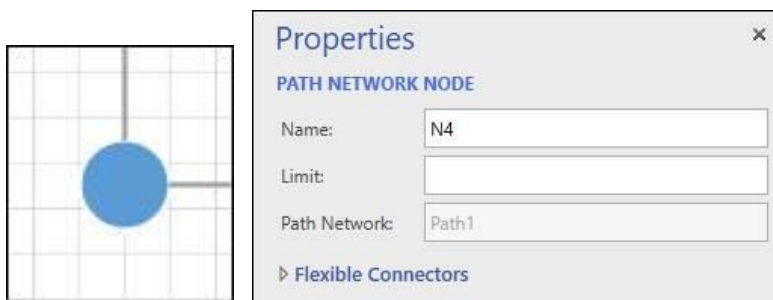 Properties
PATH NETWORK NODE
Name: N4
Limit:
Path Network: Path1
Flexible Connectors